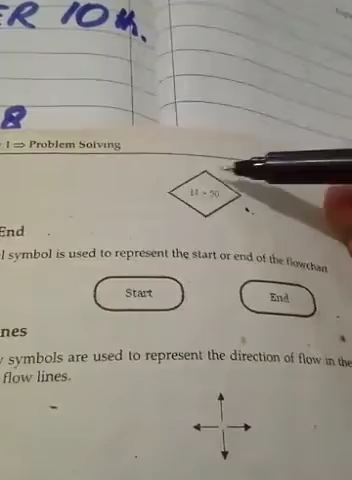 ER 10th.
8
1 ⇒ Problem Solving
End
l symbol is used to represent the start or end of the flowchart
Start
End
nes
symbols are used to represent the direction of flow in the
flow lines.